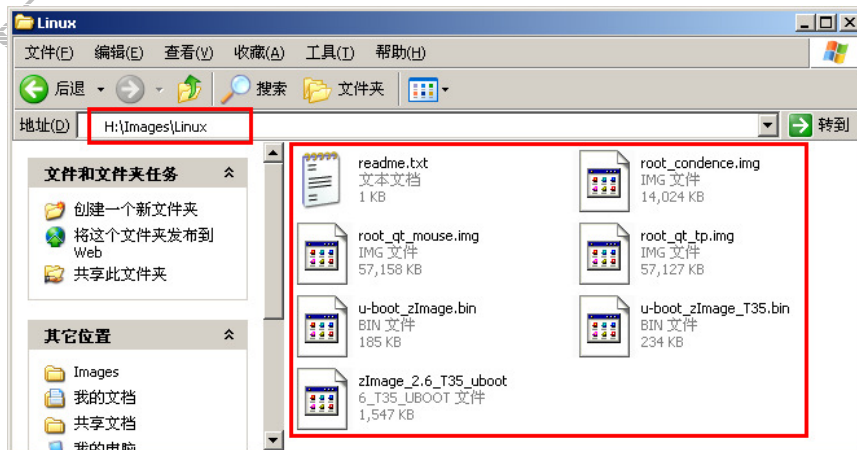 Linux
文件(F) 编辑(E) 查看(V) 收藏(A) 工具(T) 帮助(H)
后退 搜索 文件夹
地址(D) H:\Images\Linux 转到
文件和文件夹任务
创建一个新文件夹
将这个文件夹发布到
Web
共享此文件夹
其它位置
Images
我的文档
共享文档
我的电脑
readme.txt
文本文档
1 KB
root_condence.img
IMG 文件
14,024 KB
root_qt_mouse.img
IMG 文件
57,158 KB
root_qt_tp.img
IMG 文件
57,127 KB
u-boot_zImage.bin
BIN 文件
185 KB
u-boot_zImage_T35.bin
BIN 文件
234 KB
zImage_2.6_T35_uboot
6_T35_UBOOT 文件
1,547 KB